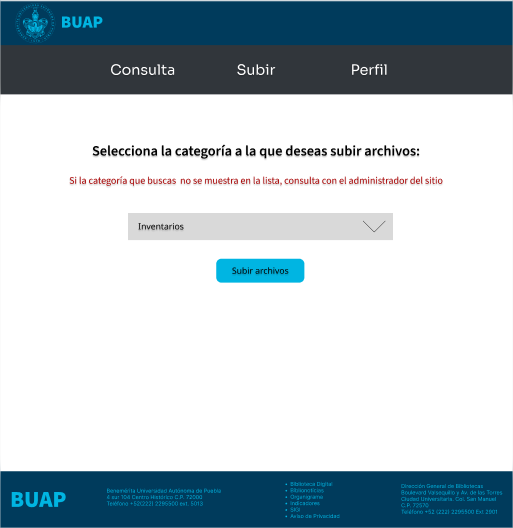 BUAP
Consulta
Subir
Perfil
Selecciona la categoría a la que deseas subir archivos:
Si la categoría que buscas no se muestra en la lista, consulta con el administrador del sitio
Inventarios
Subir archivos
BUAP
Benemérita Universidad Autónoma de Puebla
4 sur 104 Centro Histórico C.P. 72000
Teléfono +52(222) 2295500 ext. 5013
Biblioteca Digital
Organigrama
Indicadores
SICI
Aviso de Privacidad
Dirección General de Bibliotecas
Boulevard Valsequillo y Av. de las Torres
Ciudad Universitaria. Col. San Manuel
C.P. 72570
Teléfono +52 (222) 2295500 Ext 2901